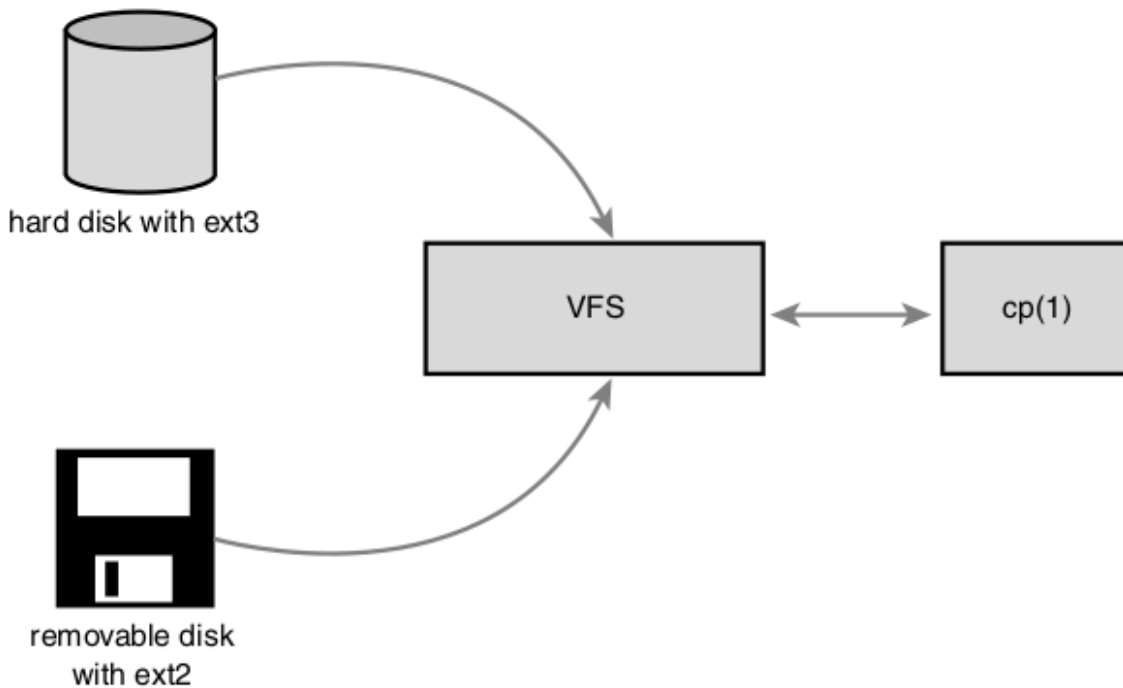 hard disk with ext3
VFS
cp(1)
removable disk
with ext2